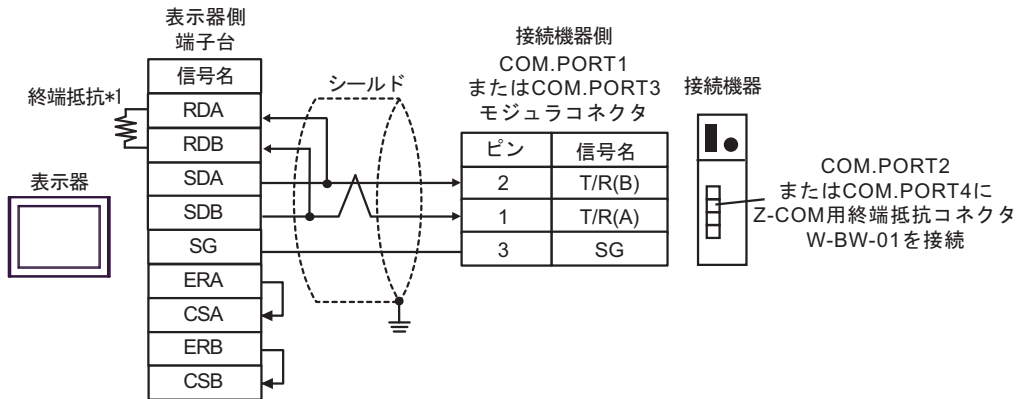 表示器側
端子台
信号名
RDA
RDB
SDA
SDB
SG
ERA
CSA
ERB
CSB
終端抵抗*1
表示器
シールド
接続機器側
COM.PORT1
またはCOM.PORT3
モジュラコネクタ
ピン 信号名
2 T/R(B)
1 T/R(A)
3 SG
接続機器
COM.PORT2
またはCOM.PORT4に
Z-COM用終端抵抗コネクタ
W-BW-01を接続